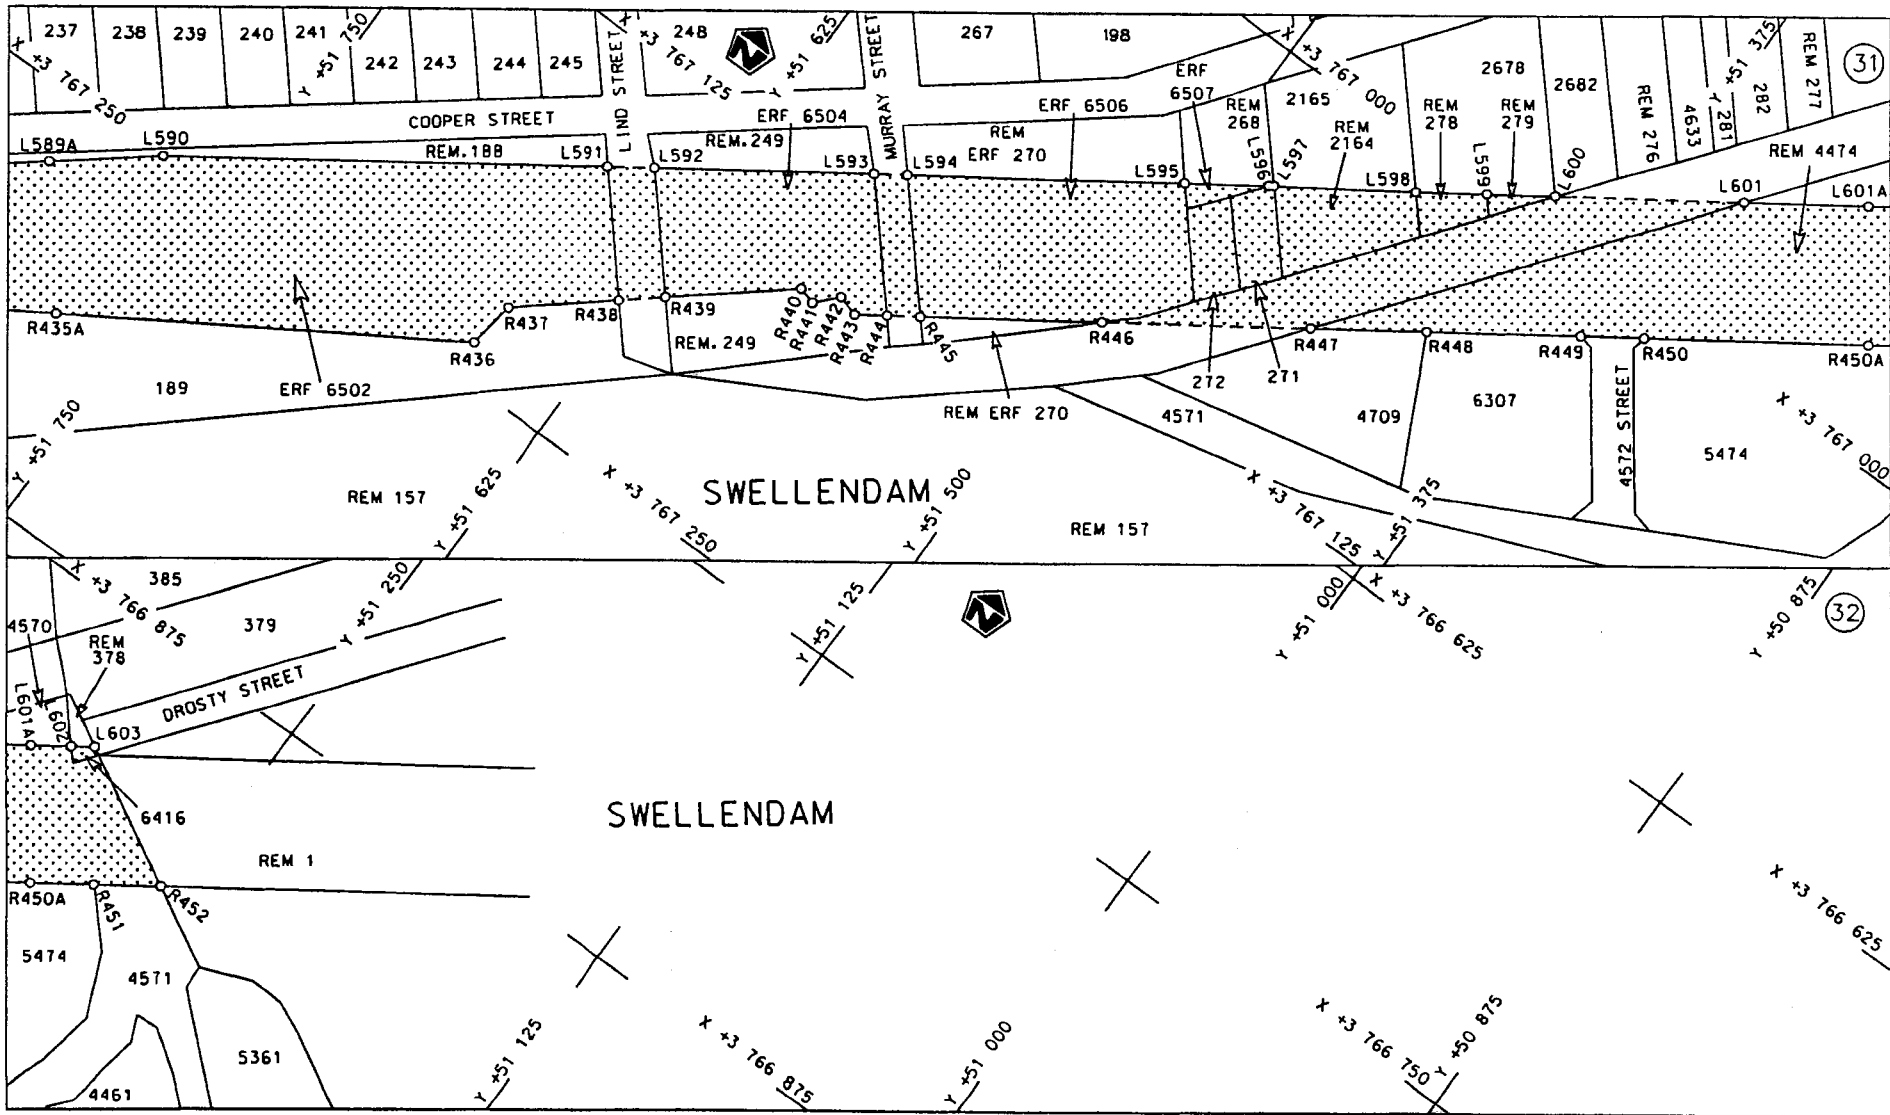 237
238
239
240
241
242
243
244
245
248
267
198
X +3 767 250
Y +51 750
X +3 767 125
Y +51 625
X +3 767 000
Y +51 375
LIND STREET
MURRAY STREET
COOPER STREET
ERF 6504
ERF 6506
ERF
6507
REM
268
2165
REM
2164
2678
REM
278
REM
279
2682
REM 276
4633
281
282
REM 277
31
REM 4474
L589A
L590
REM.188
L591
L592
REM.249
L593
L594
REM
ERF 270
L595
L596
L597
L598
L599
L600
L601
L601A
R435A
R436
R437
R438
R439
R440
R441
R442
R443
R444
R445
R446
R447
R448
R449
R450
R450A
189
ERF 6502
REM.249
REM ERF 270
272
271
4571
4709
6307
4572 STREET
5474
X +3 767 000
Y +51 750
REM 157
Y +51 625
X +3 767 250
SWELLENDAM
Y +51 500
REM 157
X +3 767 125
Y +51 375
X +3 766 875
385
4570
REM
378
379
Y +51 250
DROSTY STREET
Y +51 125
Y +51 000
X +3 766 625
Y +50 875
32
L601A
L602
L603
6416
SWELLENDAM
REM 1
R450A
R451
R452
5474
4571
5361
4461
Y +51 125
X +3 766 875
Y +51 000
X +3 766 750
Y +50 875
X +3 766 625